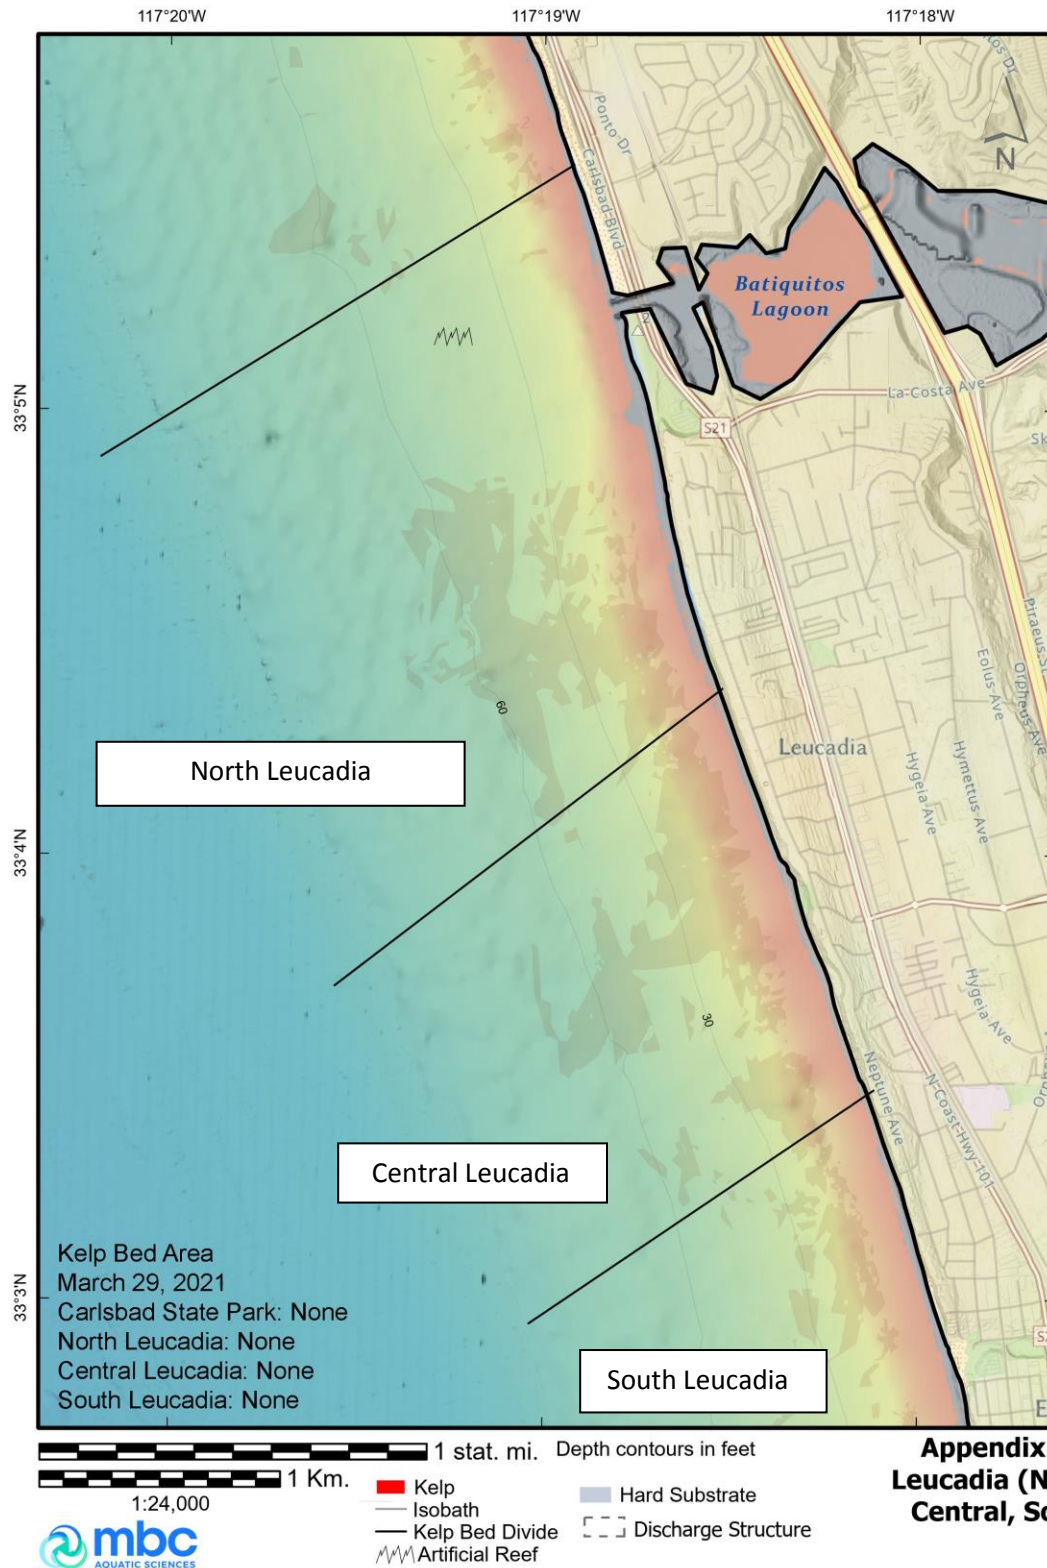 117°20'W
117°19'W
117°18'W
33°5'N
33°4'N
33°3'N
Ponto Dr
Carlsbad Blvd
N
Batiquitos
Lagoon
2
La-Costa Ave
S21
60
30
North Leucadia
Leucadia
Piraeus St
Eolus Ave
Orpheus Ave
Hygeia Ave
Hymettus Ave
Hygeia Ave
Neptune Ave
N-Coast-Hwy-101
Central Leucadia
South Leucadia
Kelp Bed Area
March 29, 2021
Carlsbad State Park: None
North Leucadia: None
Central Leucadia: None
South Leucadia: None
1 stat. mi.
Depth contours in feet
1 Km.
1:24,000
Kelp
Isobath
Kelp Bed Divide
Artificial Reef
Hard Substrate
Discharge Structure
Appendix
Leucadia (N
Central, So
mbc
AQUATIC SCIENCES